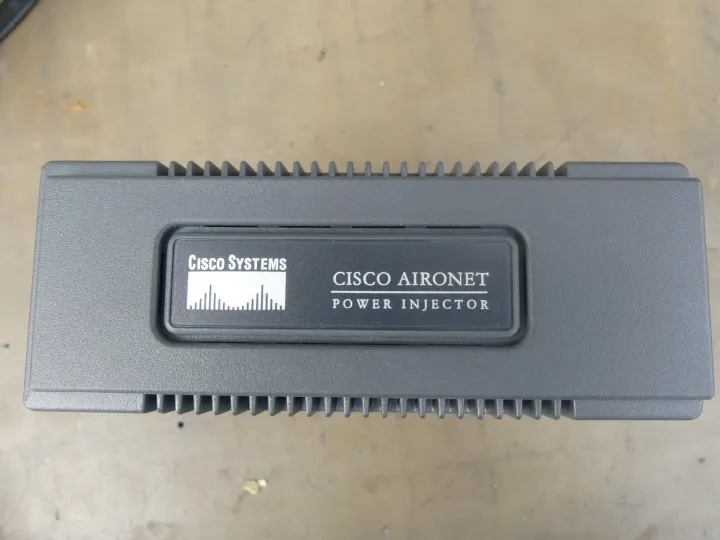 CISCO SYSTEMS
CISCO AIRONET
POWER INJECTOR